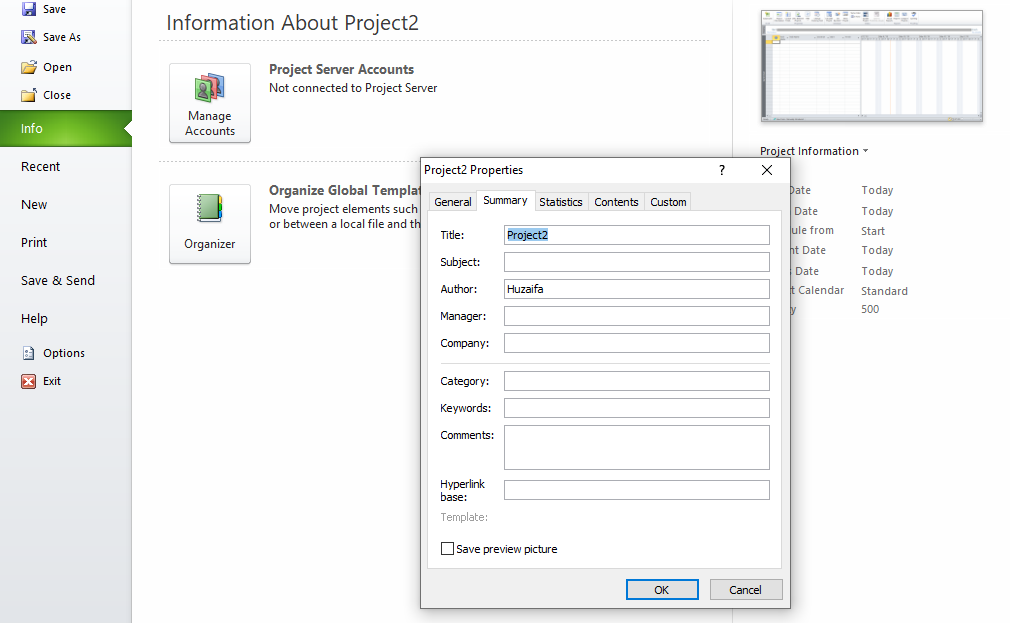 Save
Save As
Open
Close
Info
Recent
New
Print
Save & Send
Help
Options
Exit
Information About Project2
Manage
Accounts
Project Server Accounts
Not connected to Project Server
Organizer
Organize Global Templat
Move project elements such
or between a local file and th
Project2 Properties
?
General Summary Statistics Contents Custom
Title: Project2
Subject:
Author: Huzaifa
Manager:
Company:
Category:
Keywords:
Comments:
Hyperlink
base:
Template:
Save preview picture
OK Cancel
Project Information
Date Today
Date Today
ule from Start
nt Date Today
Date Today
t Calendar Standard
y 500